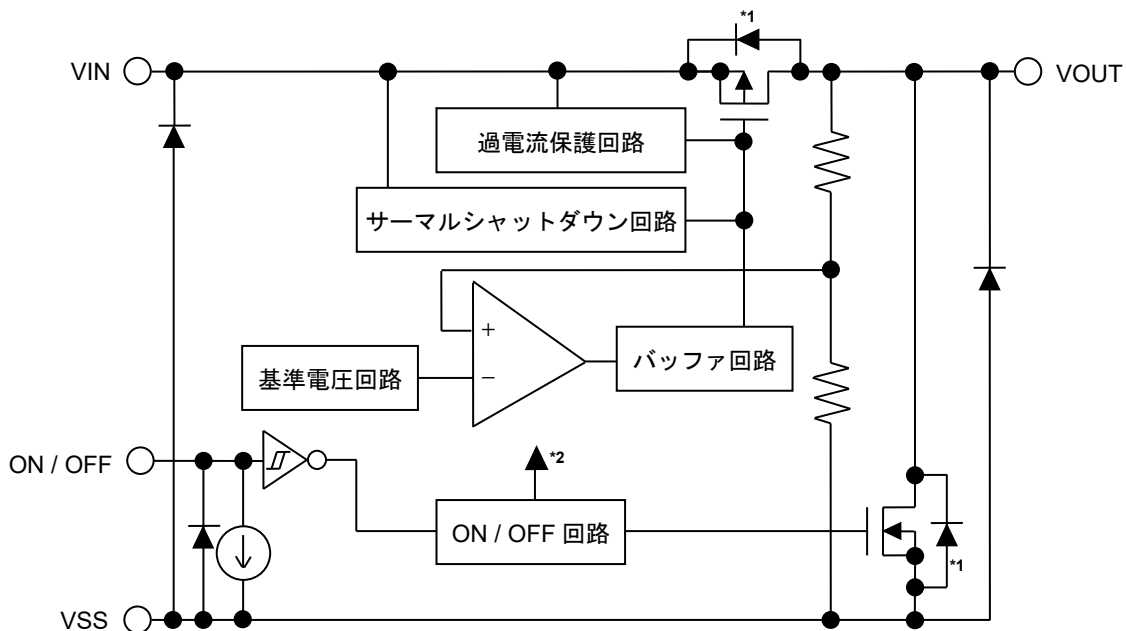 *1
VIN
VOUT
過電流保護回路
サーマルシャットダウン回路
+
基準電圧回路
−
バッファ回路
ON / OFF
*2
ON / OFF 回路
*1
VSS